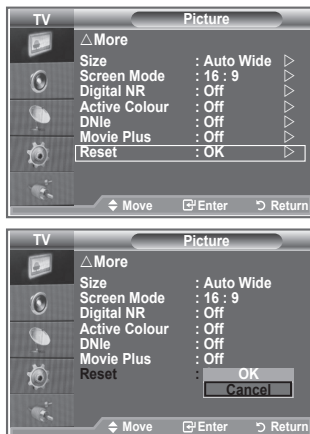 TV Picture
△More
Size : Auto Wide ▷
Screen Mode : 16 : 9 ▷
Digital NR : Off ▷
Active Colour : Off ▷
DNIe : Off ▷
Movie Plus : Off ▷
Reset : OK ▷
Move Enter Return
TV Picture
△More
Size : Auto Wide
Screen Mode : 16 : 9
Digital NR : Off
Active Colour : Off
DNIe : Off
Movie Plus : Off
Reset : OK
Cancel
Move Enter Return